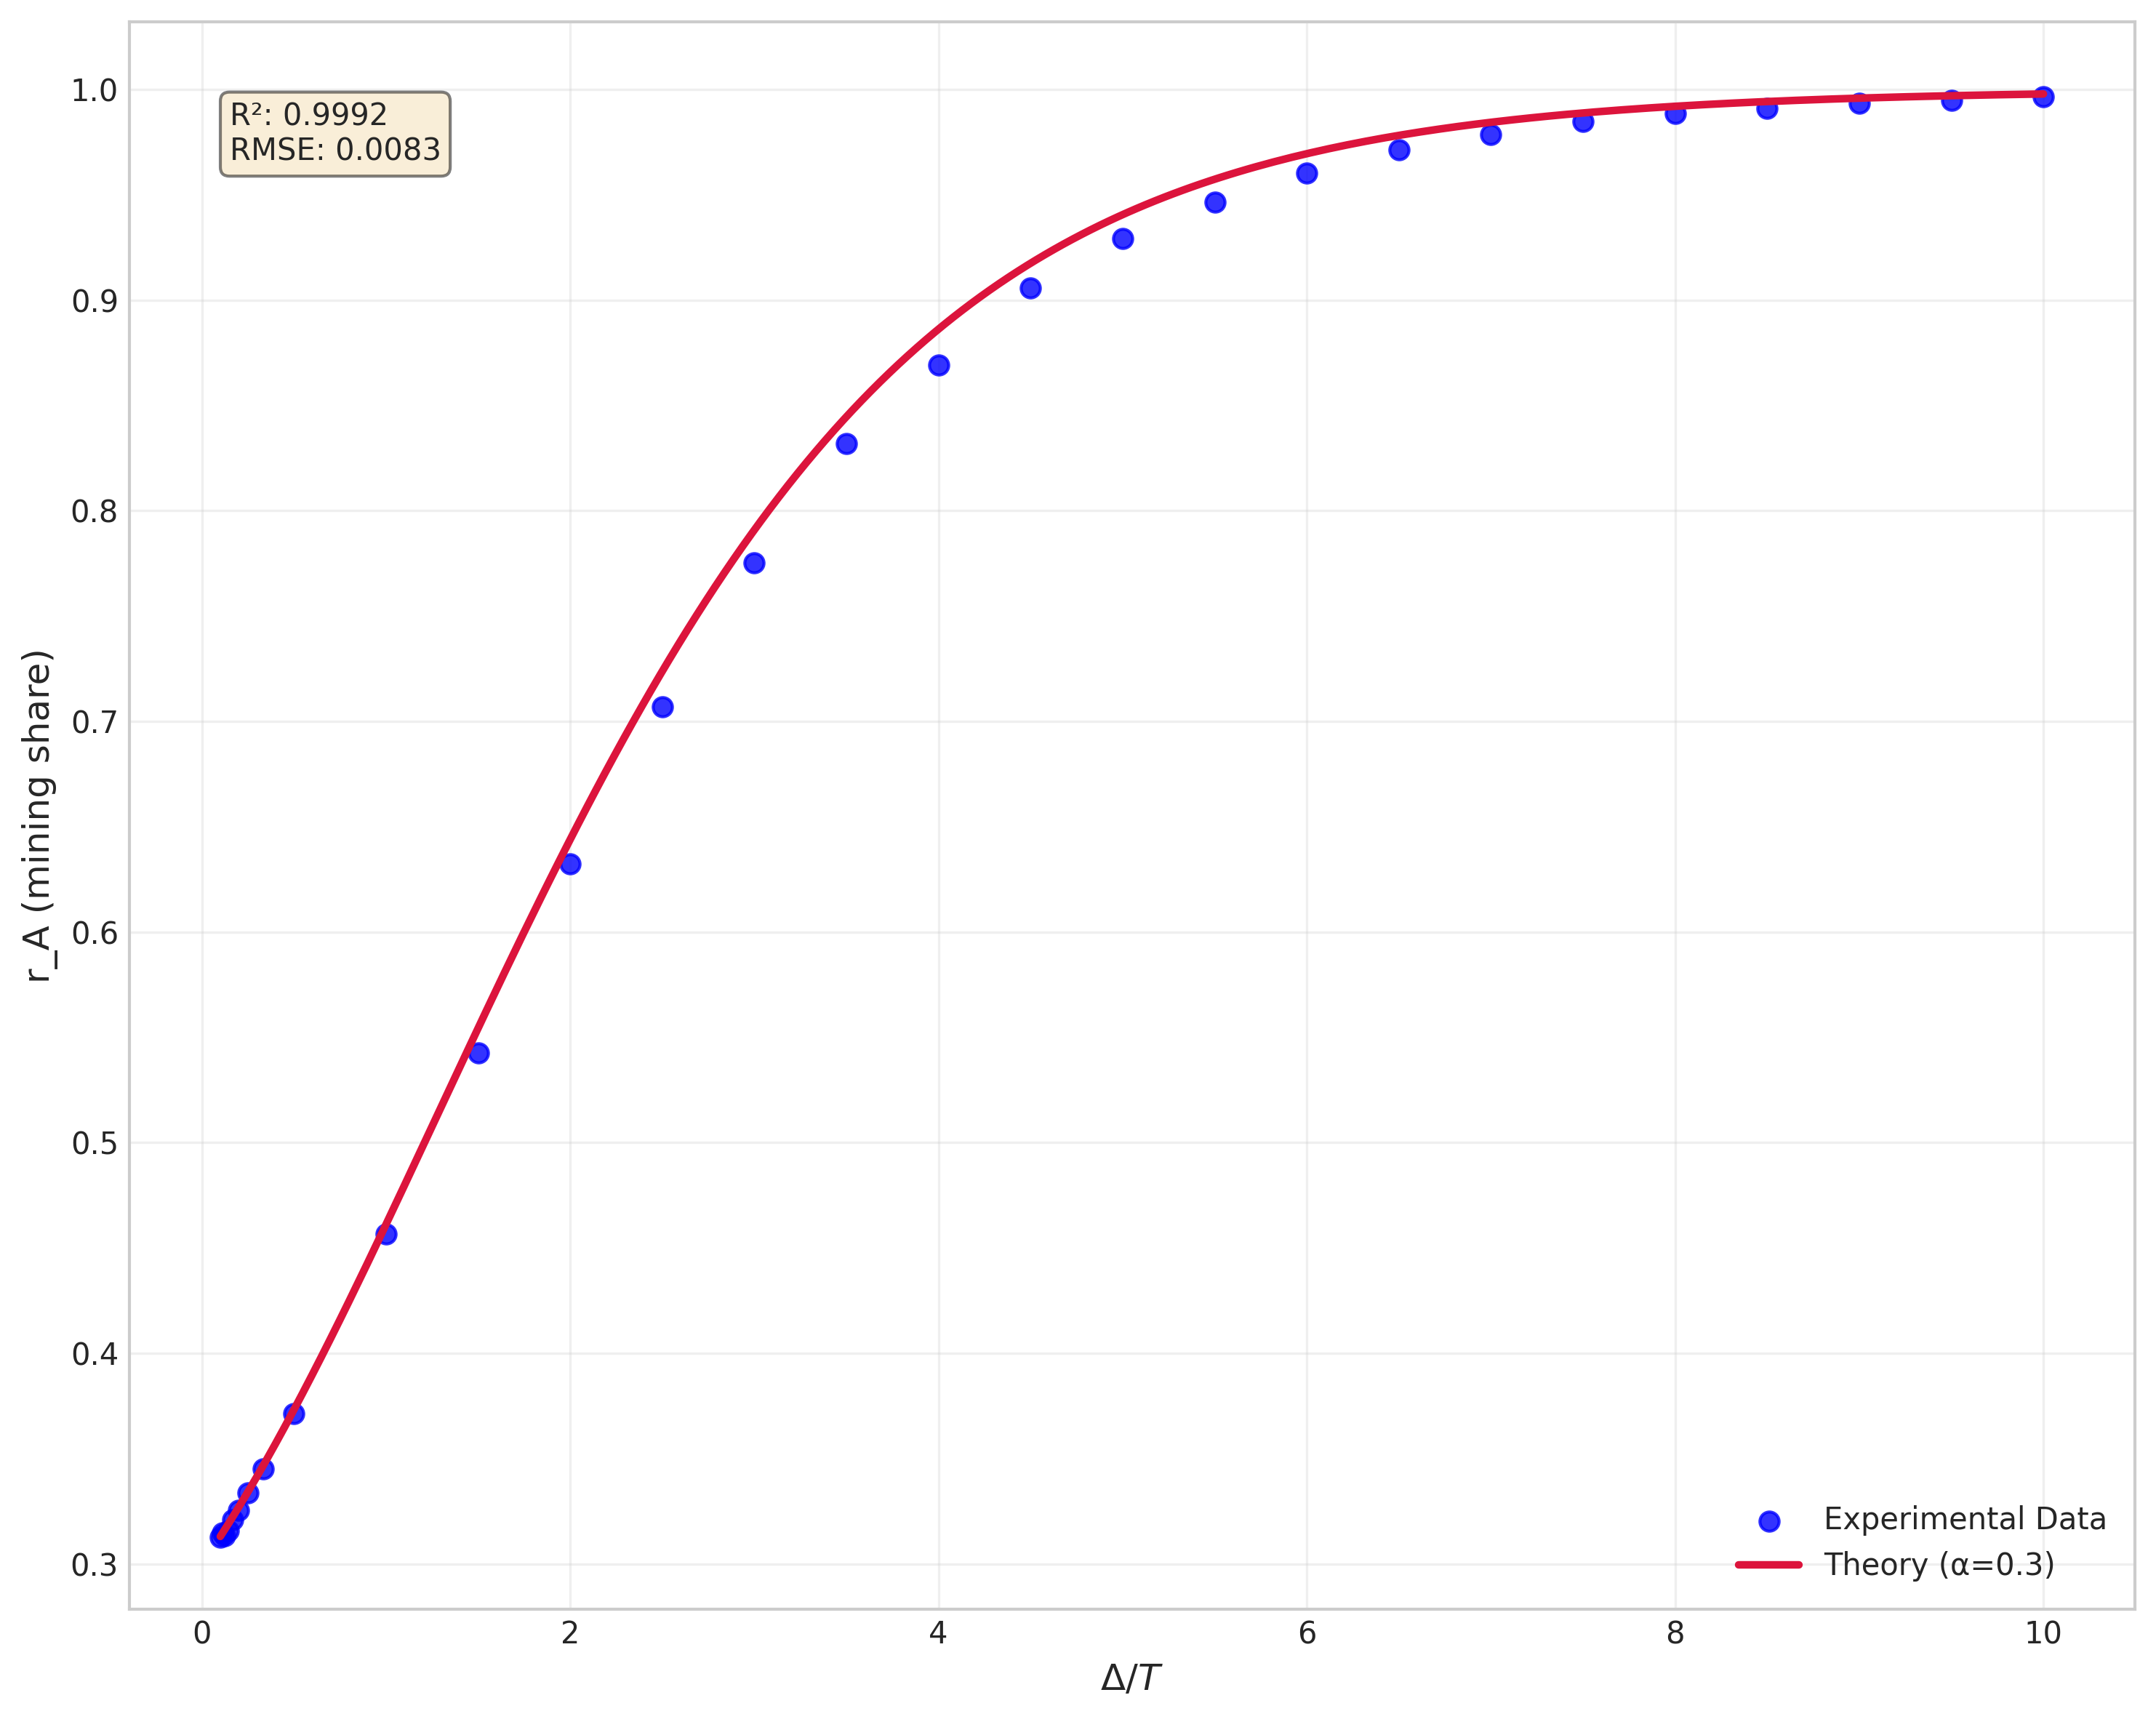 R²: 0.9992
RMSE: 0.0083
1.0
0.9
0.8
0.7
0.6
0.5
0.4
0.3
r_A (mining share)
0 2 4 6 8 10
Δ/T
Experimental Data
Theory (α=0.3)